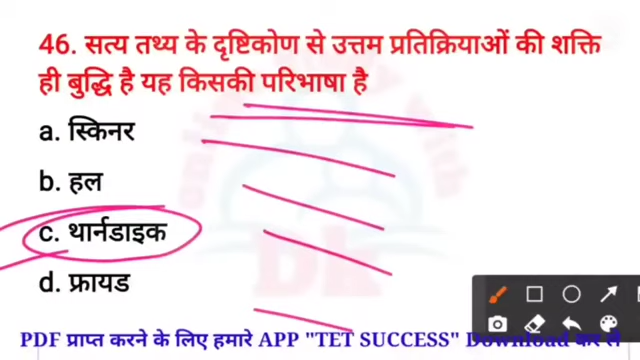 46. सत्य तथ्य के दृष्टिकोण से उत्तम प्रतिक्रियाओं की शक्ति
ही बुद्धि है यह किसकी परिभाषा है
a. स्किनर
b. हल
c. थार्नडाइक
d. फ्रायड
PDF प्राप्त करने के लिए हमारे APP "TET SUCCESS" Download कर लें